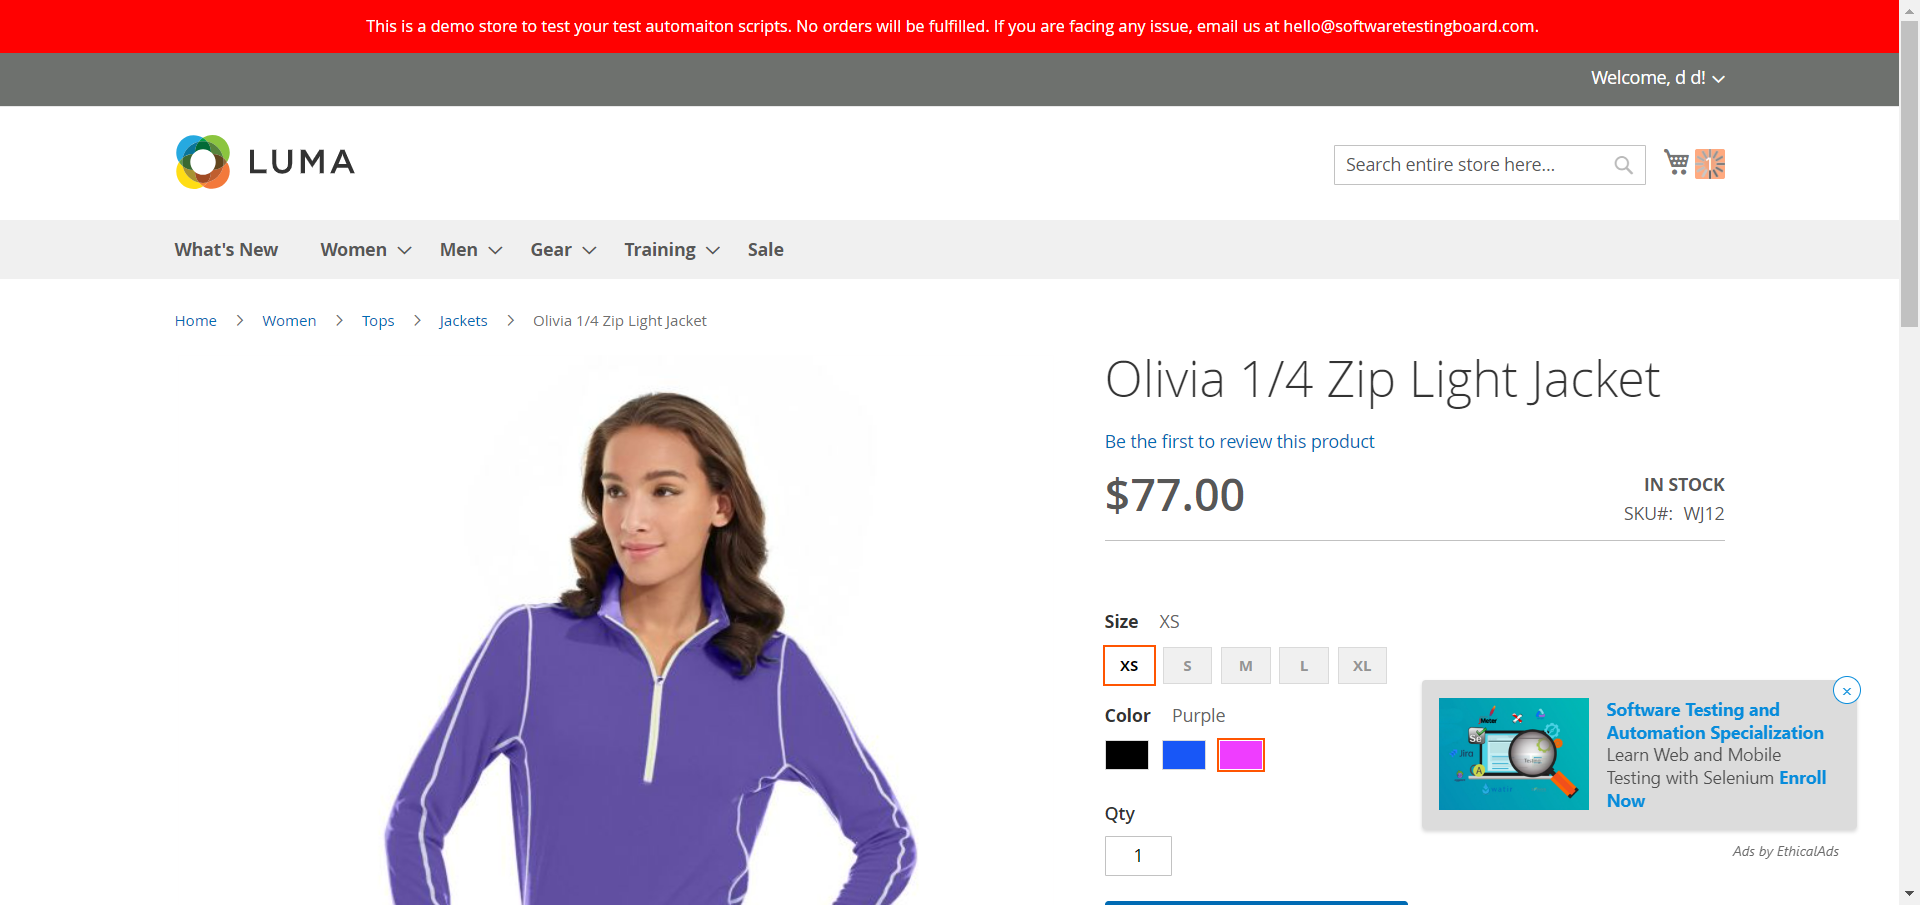 This is a demo store to test your test automaiton scripts. No orders will be fulfilled. If you are facing any issue, email us at hello@softwaretestingboard.com.
Welcome, d d!
LUMA
Search entire store here...
1
What's New Women Men Gear Training Sale
Home Women Tops Jackets Olivia 1/4 Zip Light Jacket
Olivia 1/4 Zip Light Jacket
Be the first to review this product
$77.00
IN STOCK
SKU#: WJ12
Size XS
XS S M L XL
Color Purple
Qty
1
Meter
Se
Jira
A
Software Testing and
Automation Specialization
Learn Web and Mobile
Testing with Selenium Enroll
Now
Ads by EthicalAds